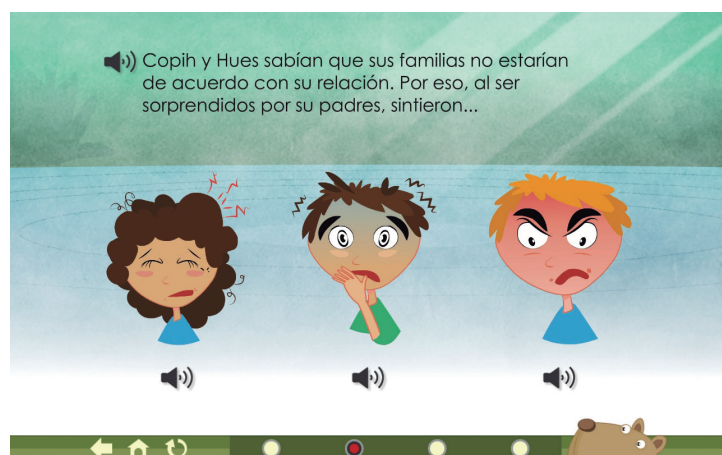 Copih y Hues sabían que sus familias no estarían
de acuerdo con su relación. Por eso, al ser
sorprendidos por su padres, sintieron...